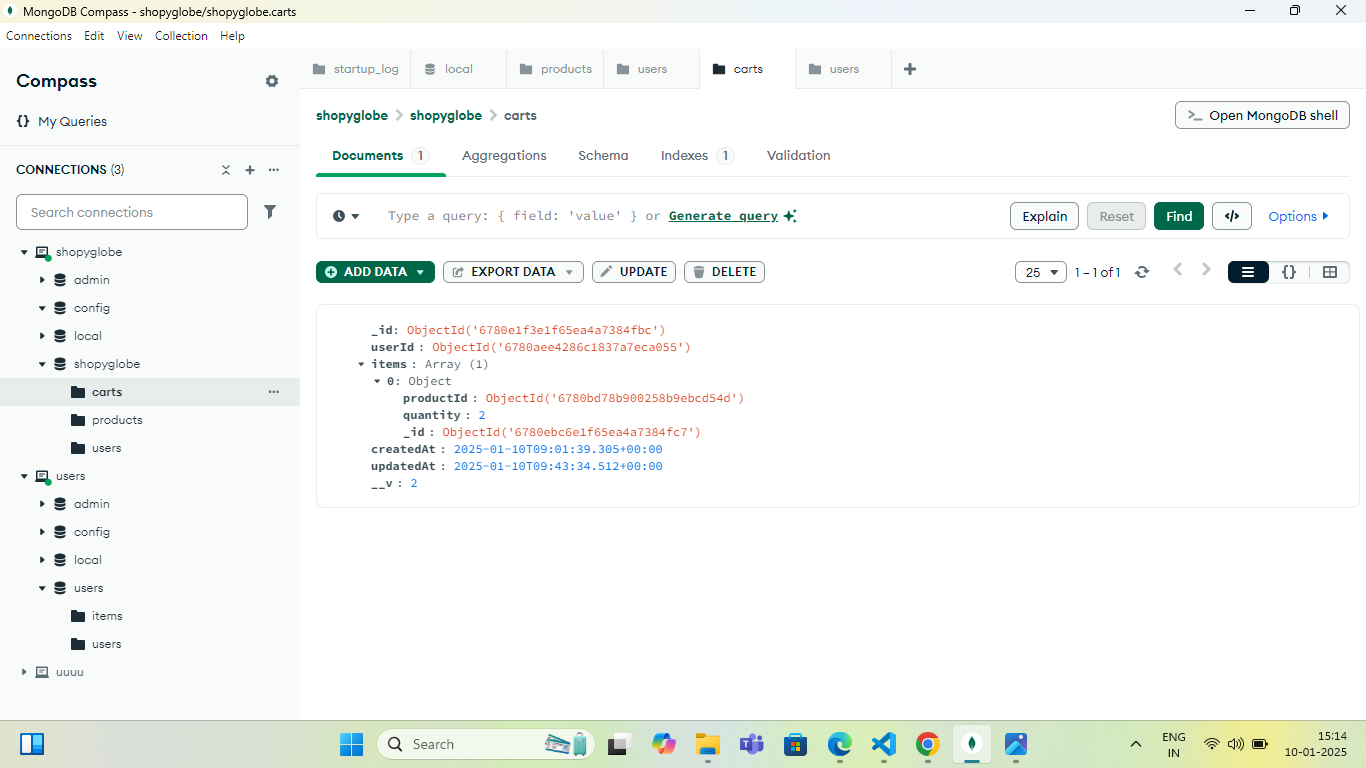 MongoDB Compass - shopyglobe/shopyglobe.carts
Connections Edit View Collection Help
Compass
{} My Queries
CONNECTIONS (3)
Search connections
shopyglobe
admin
config
local
shopyglobe
carts
products
users
users
admin
config
local
users
items
users
uuuu
startup_log local products users carts users
shopyglobe > shopyglobe > carts
>_ Open MongoDB shell
Documents 1 Aggregations Schema Indexes 1 Validation
Type a query: { field: 'value' } or Generate query
Explain Reset Find </> Options
ADD DATA EXPORT DATA UPDATE DELETE
25 1 – 1 of 1 {}
_id: ObjectId('6780e1f3e1f65ea4a7384fbc')
userId : ObjectId('6780aee4286c1837a7eca055')
items : Array (1)
0: Object
productId : ObjectId('6780bd78b900258b9ebcd54d')
quantity : 2
_id : ObjectId('6780ebc6e1f65ea4a7384fc7')
createdAt : 2025-01-10T09:01:39.305+00:00
updatedAt : 2025-01-10T09:43:34.512+00:00
__v : 2
Search
ENG
IN
15:14
10-01-2025